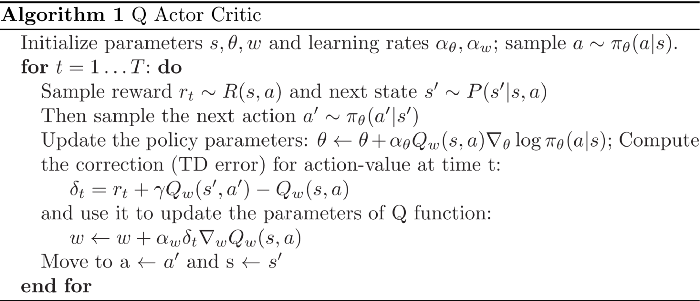 Algorithm 1 Q Actor Critic
Initialize parameters s, θ, w and learning rates α_θ, α_w; sample a ∼ π_θ(a|s).
for t = 1 . . . T: do
Sample reward r_t ∼ R(s, a) and next state s′ ∼ P(s′|s, a)
Then sample the next action a′ ∼ π_θ(a′|s′)
Update the policy parameters: θ ← θ + α_θ Q_w(s, a)∇_θ log π_θ(a|s); Compute
the correction (TD error) for action-value at time t:
δ_t = r_t + γQ_w(s′, a′) − Q_w(s, a)
and use it to update the parameters of Q function:
w ← w + α_w δ_t ∇_w Q_w(s, a)
Move to a ← a′ and s ← s′
end for